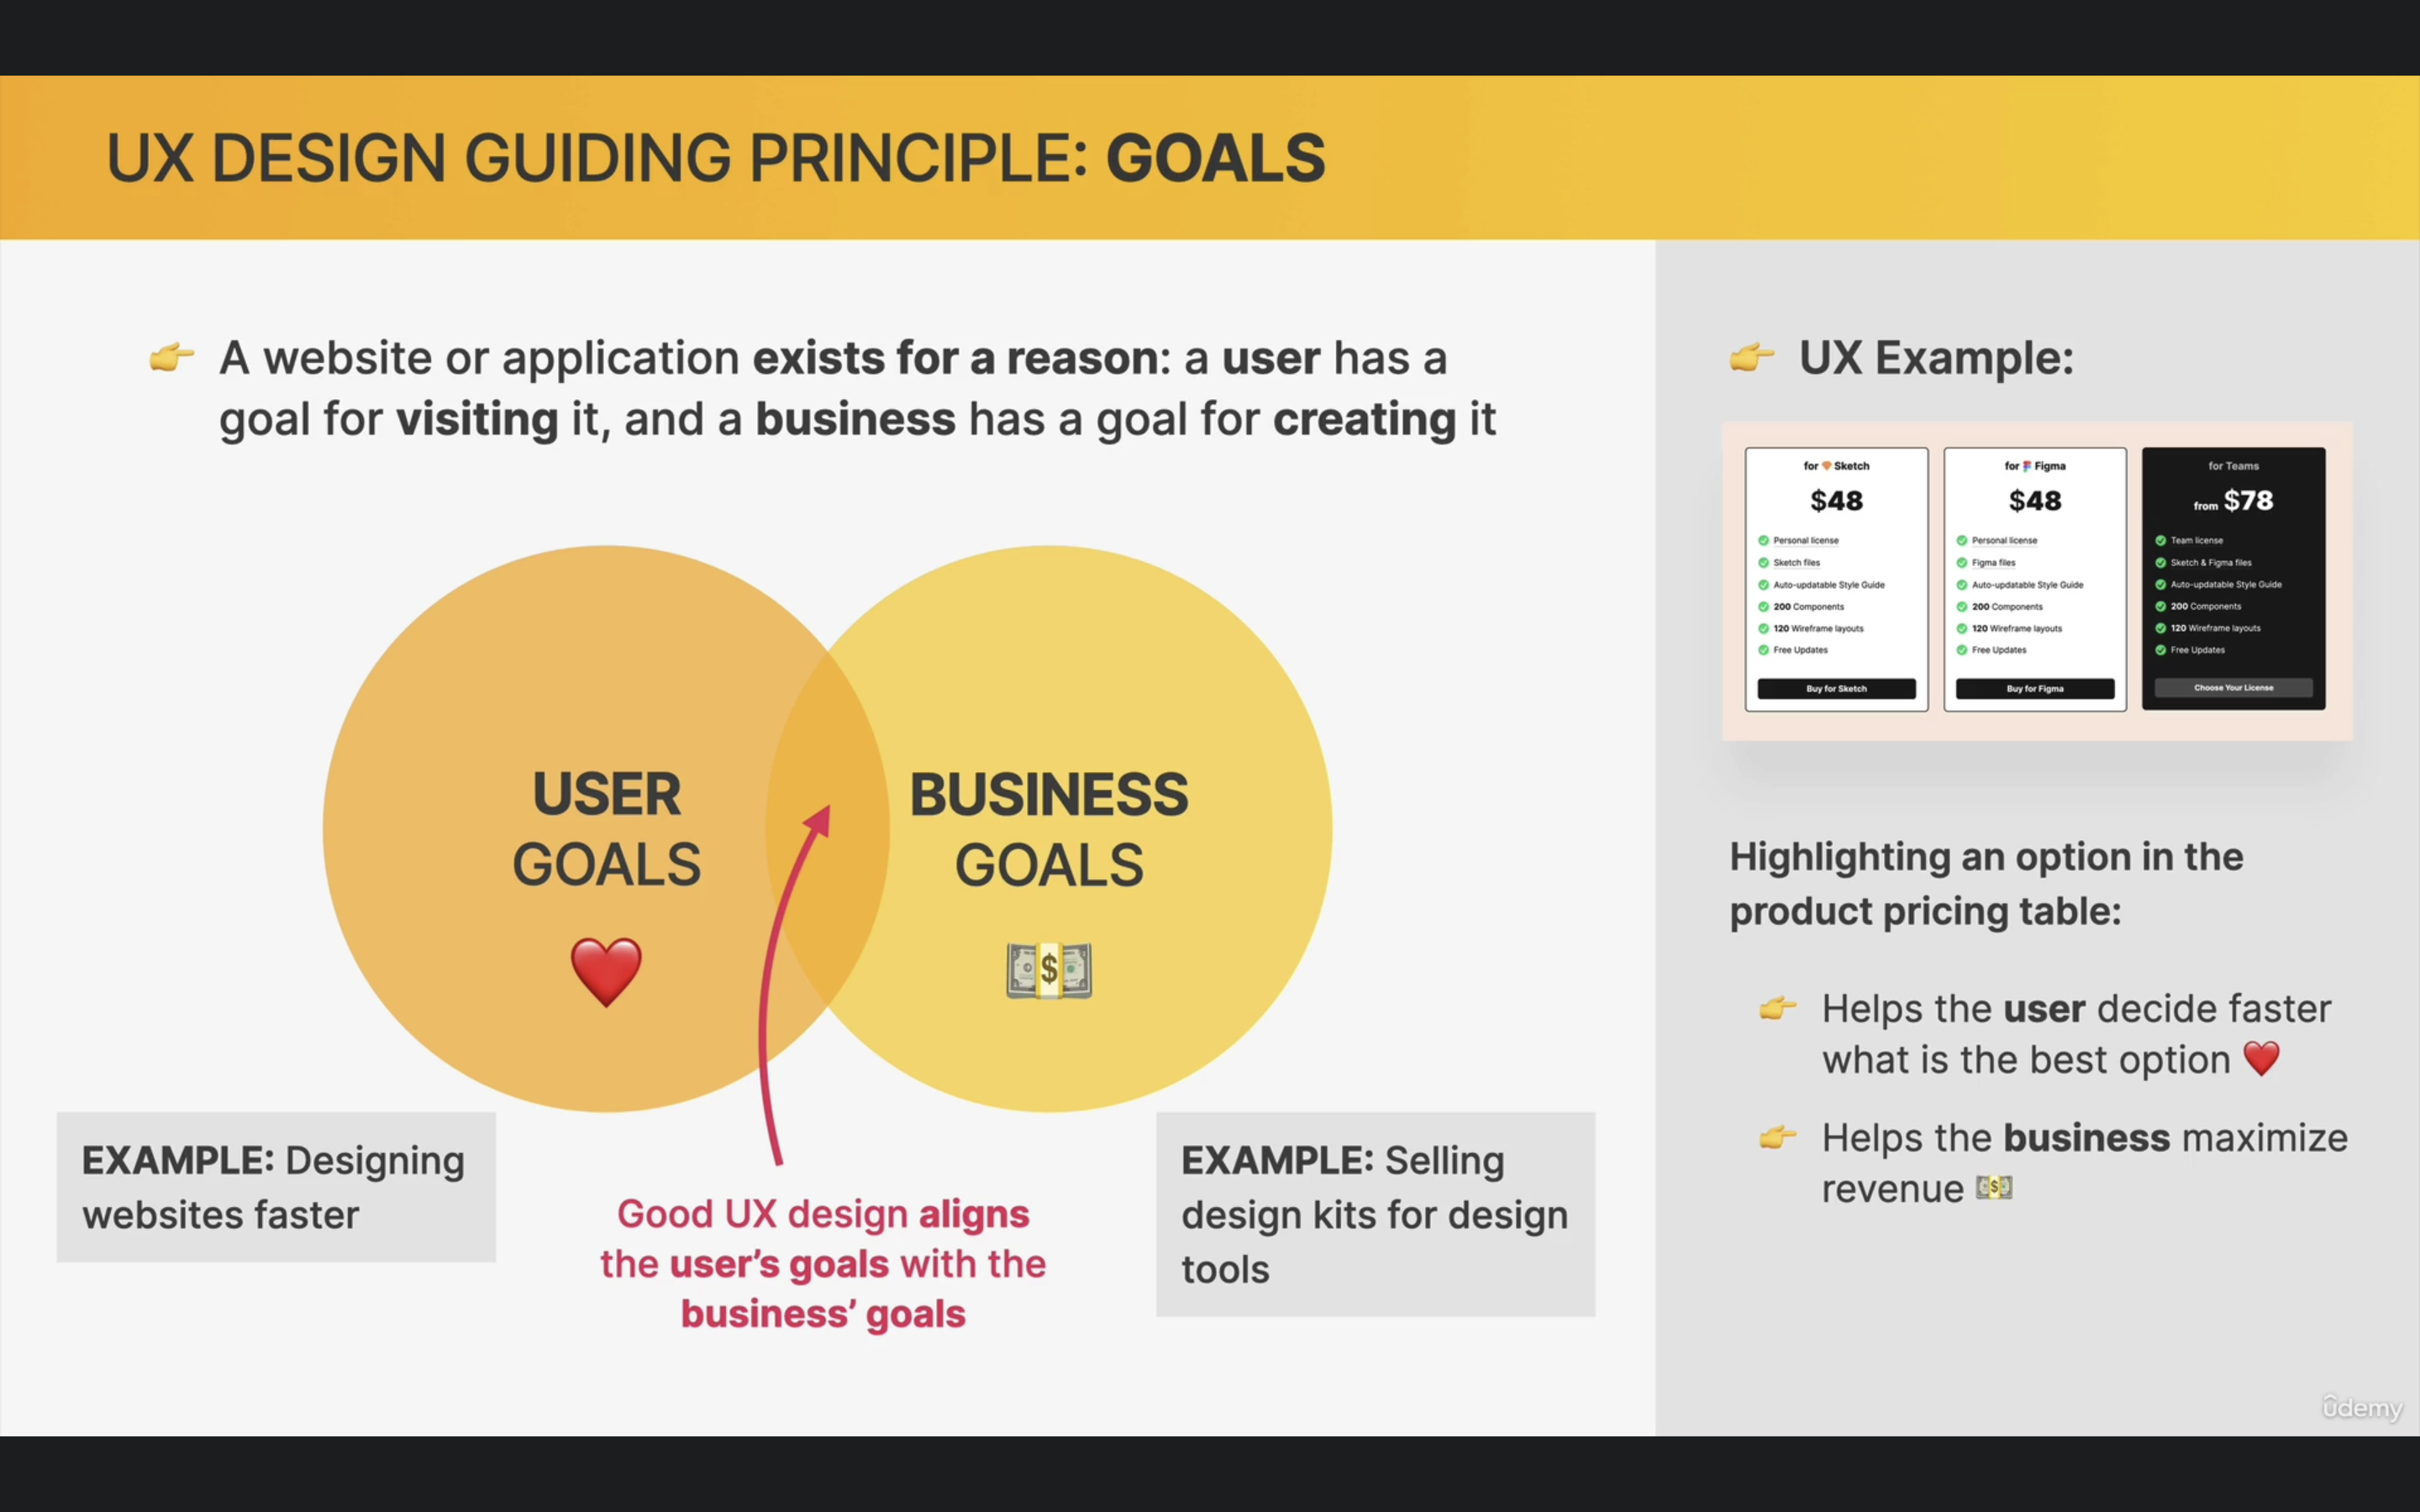 UX DESIGN GUIDING PRINCIPLE: GOALS
👉 A website or application exists for a reason: a user has a
goal for visiting it, and a business has a goal for creating it
USER
GOALS
BUSINESS
GOALS
EXAMPLE: Designing
websites faster
Good UX design aligns
the user’s goals with the
business’ goals
EXAMPLE: Selling
design kits for design
tools
👉 UX Example:
for Sketch
$48
Personal license
Sketch files
Auto-updatable Style Guide
200 Components
120 Wireframe layouts
Free Updates
Buy for Sketch
for Figma
$48
Personal license
Figma files
Auto-updatable Style Guide
200 Components
120 Wireframe layouts
Free Updates
Buy for Figma
for Teams
from $78
Team license
Sketch & Figma files
Auto-updatable Style Guide
200 Components
120 Wireframe layouts
Free Updates
Choose Your License
Highlighting an option in the
product pricing table:
👉 Helps the user decide faster
what is the best option ❤️
👉 Helps the business maximize
revenue 💵
ûdemy